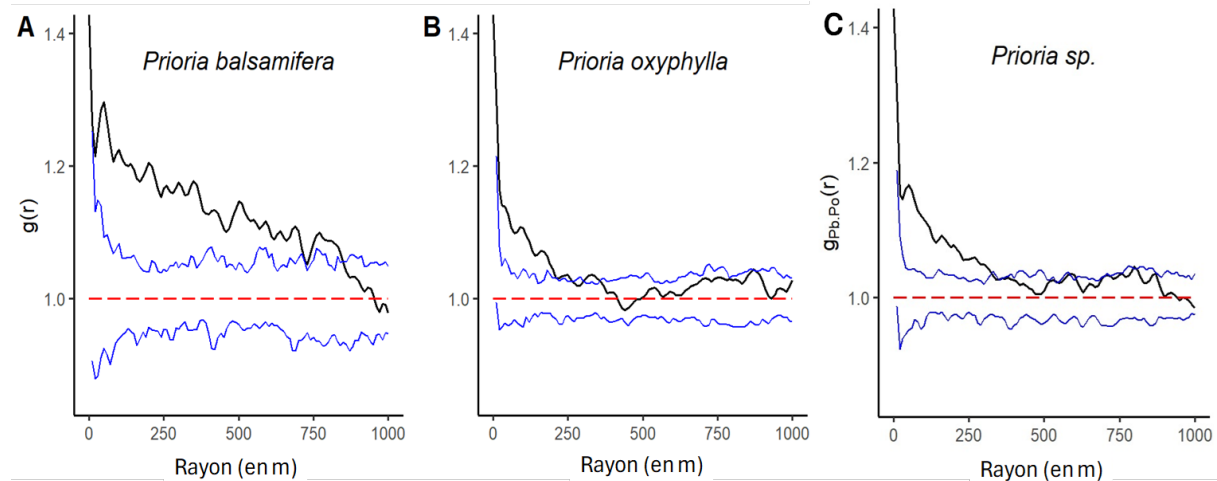 A
Prioria balsamifera
g(r)
1.4
1.2
1.0
0
250
500
750
1000
Rayon (en m)
B
Prioria oxyphylla
1.4
1.2
1.0
0
250
500
750
1000
Rayon (en m)
C
Prioria sp.
gPb.Po(r)
1.4
1.2
1.0
0
250
500
750
1000
Rayon (en m)